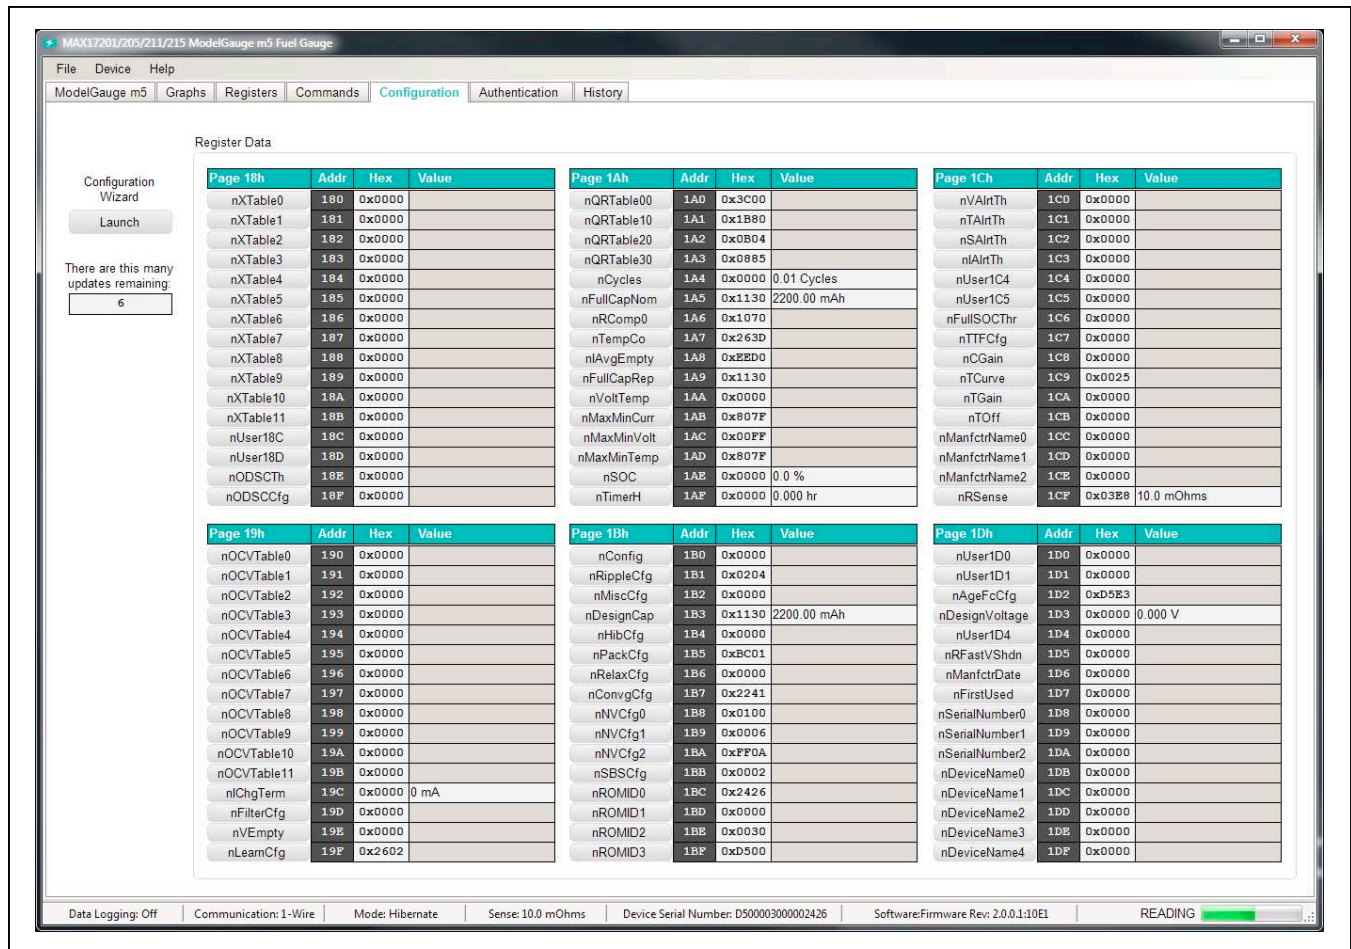 MAX17201/205/211/215 ModelGauge m5 Fuel Gauge
File Device Help
ModelGauge m5 Graphs Registers Commands Configuration Authentication History
Register Data
Configuration
Wizard
Launch
There are this many
updates remaining:
6
Page 18h Addr Hex Value
nXTable0 180 0x0000
nXTable1 181 0x0000
nXTable2 182 0x0000
nXTable3 183 0x0000
nXTable4 184 0x0000
nXTable5 185 0x0000
nXTable6 186 0x0000
nXTable7 187 0x0000
nXTable8 188 0x0000
nXTable9 189 0x0000
nXTable10 18A 0x0000
nXTable11 18B 0x0000
nUser18C 18C 0x0000
nUser18D 18D 0x0000
nODSCTh 18E 0x0000
nODSCCfg 18F 0x0000
Page 1Ah Addr Hex Value
nQRTable00 1A0 0x3C00
nQRTable10 1A1 0x1B80
nQRTable20 1A2 0x0B04
nQRTable30 1A3 0x0885
nCycles 1A4 0x0000 0.01 Cycles
nFullCapNom 1A5 0x1130 2200.00 mAh
nRComp0 1A6 0x1070
nTempCo 1A7 0x263D
nIAvgEmpty 1A8 0xEED0
nFullCapRep 1A9 0x1130
nVoltTemp 1AA 0x0000
nMaxMinCurr 1AB 0x807F
nMaxMinVolt 1AC 0x00FF
nMaxMinTemp 1AD 0x807F
nSOC 1AE 0x0000 0.0 %
nTimerH 1AF 0x0000 0.000 hr
Page 1Ch Addr Hex Value
nVAlrtTh 1C0 0x0000
nTAlrtTh 1C1 0x0000
nSAlrtTh 1C2 0x0000
nIAlrtTh 1C3 0x0000
nUser1C4 1C4 0x0000
nUser1C5 1C5 0x0000
nFullSOCThr 1C6 0x0000
nTTFCfg 1C7 0x0000
nCGain 1C8 0x0000
nTCurve 1C9 0x0025
nTGain 1CA 0x0000
nTOff 1CB 0x0000
nManfctrName0 1CC 0x0000
nManfctrName1 1CD 0x0000
nManfctrName2 1CE 0x0000
nRSense 1CF 0x03E8 10.0 mOhms
Page 19h Addr Hex Value
nOCVTable0 190 0x0000
nOCVTable1 191 0x0000
nOCVTable2 192 0x0000
nOCVTable3 193 0x0000
nOCVTable4 194 0x0000
nOCVTable5 195 0x0000
nOCVTable6 196 0x0000
nOCVTable7 197 0x0000
nOCVTable8 198 0x0000
nOCVTable9 199 0x0000
nOCVTable10 19A 0x0000
nOCVTable11 19B 0x0000
nIChgTerm 19C 0x0000 0 mA
nFilterCfg 19D 0x0000
nVEmpty 19E 0x0000
nLearnCfg 19F 0x2602
Page 1Bh Addr Hex Value
nConfig 1B0 0x0000
nRippleCfg 1B1 0x0204
nMiscCfg 1B2 0x0000
nDesignCap 1B3 0x1130 2200.00 mAh
nHibCfg 1B4 0x0000
nPackCfg 1B5 0xBC01
nRelaxCfg 1B6 0x0000
nConvgCfg 1B7 0x2241
nNVCfg0 1B8 0x0100
nNVCfg1 1B9 0x0006
nNVCfg2 1BA 0xFF0A
nSBSCfg 1BB 0x0002
nROMID0 1BC 0x2426
nROMID1 1BD 0x0000
nROMID2 1BE 0x0030
nROMID3 1BF 0xD500
Page 1Dh Addr Hex Value
nUser1D0 1D0 0x0000
nUser1D1 1D1 0x0000
nAgeFcCfg 1D2 0xD5E3
nDesignVoltage 1D3 0x0000 0.000 V
nUser1D4 1D4 0x0000
nRFastVShdn 1D5 0x0000
nManfctrDate 1D6 0x0000
nFirstUsed 1D7 0x0000
nSerialNumber0 1D8 0x0000
nSerialNumber1 1D9 0x0000
nSerialNumber2 1DA 0x0000
nDeviceName0 1DB 0x0000
nDeviceName1 1DC 0x0000
nDeviceName2 1DD 0x0000
nDeviceName3 1DE 0x0000
nDeviceName4 1DF 0x0000
Data Logging: Off Communication: 1-Wire Mode: Hibernate Sense: 10.0 mOhms Device Serial Number: D500003000002426 Software:Firmware Rev: 2.0.0.1:10E1 READING